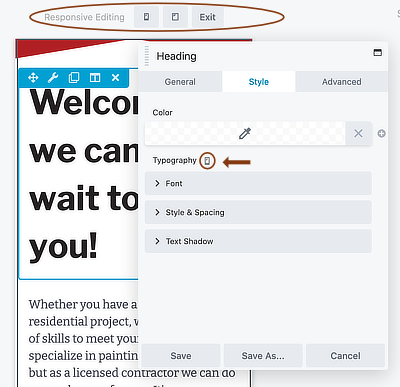 Responsive Editing Exit
Heading
General Style Advanced
Color
Typography
Font
Style & Spacing
Text Shadow
Save Save As... Cancel
we can
wait to
you!
Whether you have a
residential project,
of skills to meet your
specialize in paintin
but as a licensed contractor we can do